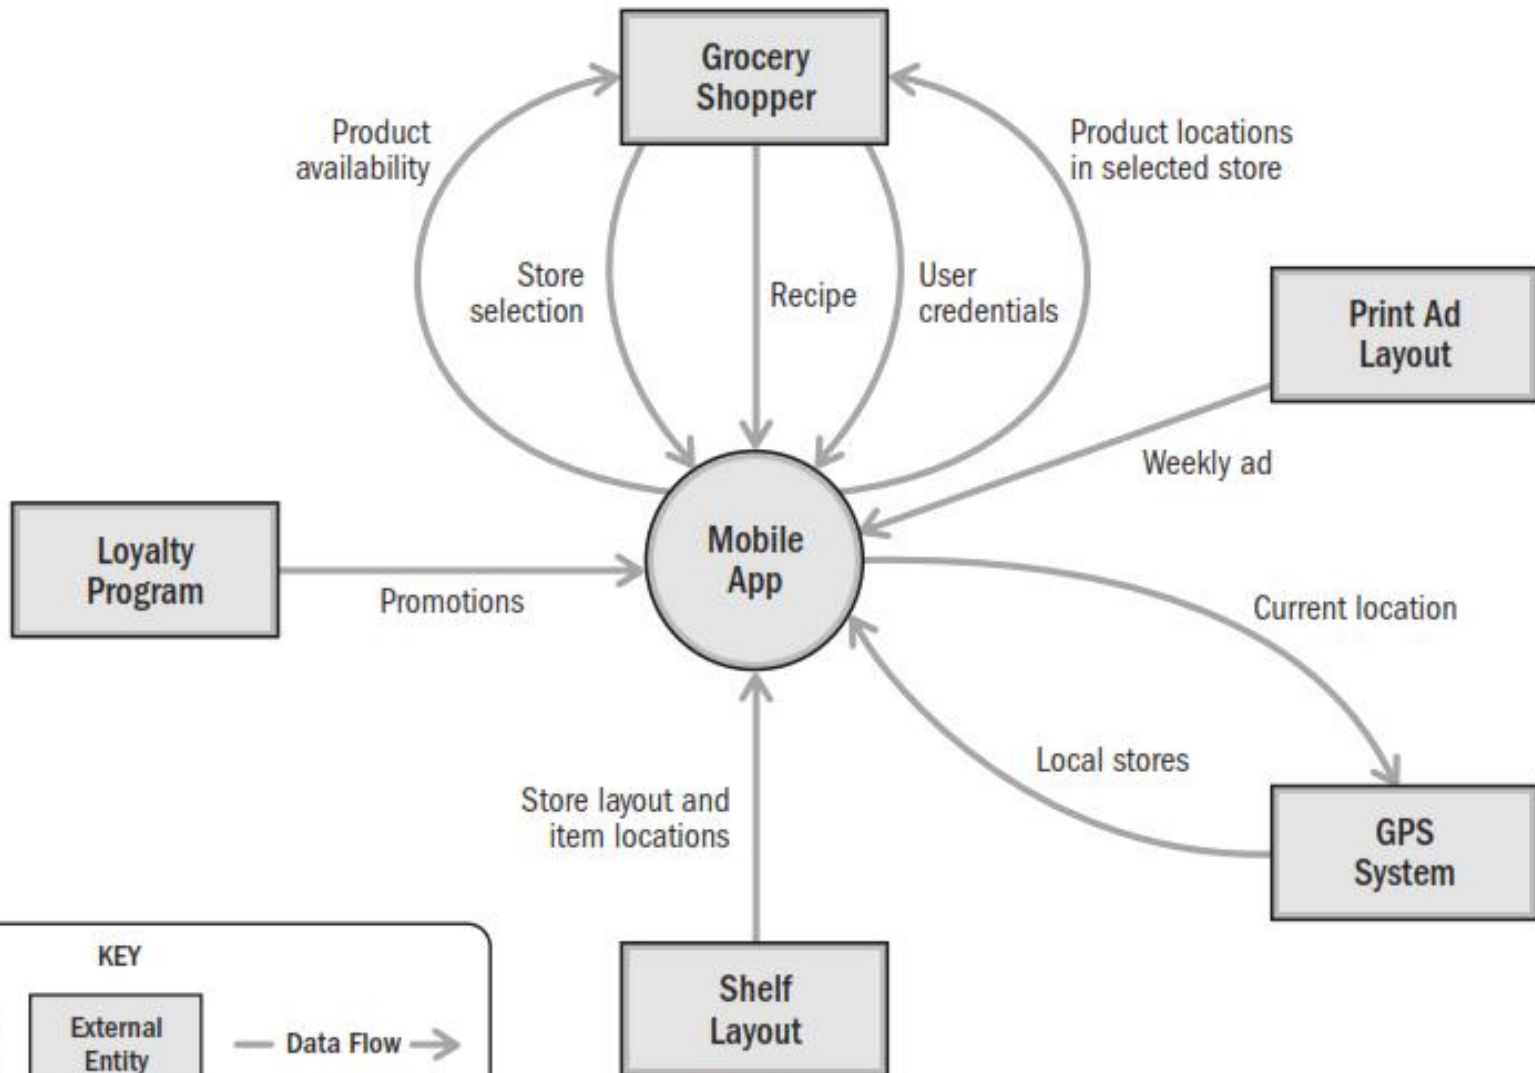 Grocery
Shopper
Product
availability
Product locations
in selected store
Store
selection
Recipe
User
credentials
Print Ad
Layout
Weekly ad
Loyalty
Program
Promotions
Mobile
App
Current location
Local stores
Store layout and
item locations
GPS
System
Shelf
Layout
KEY
External
Entity
Data Flow